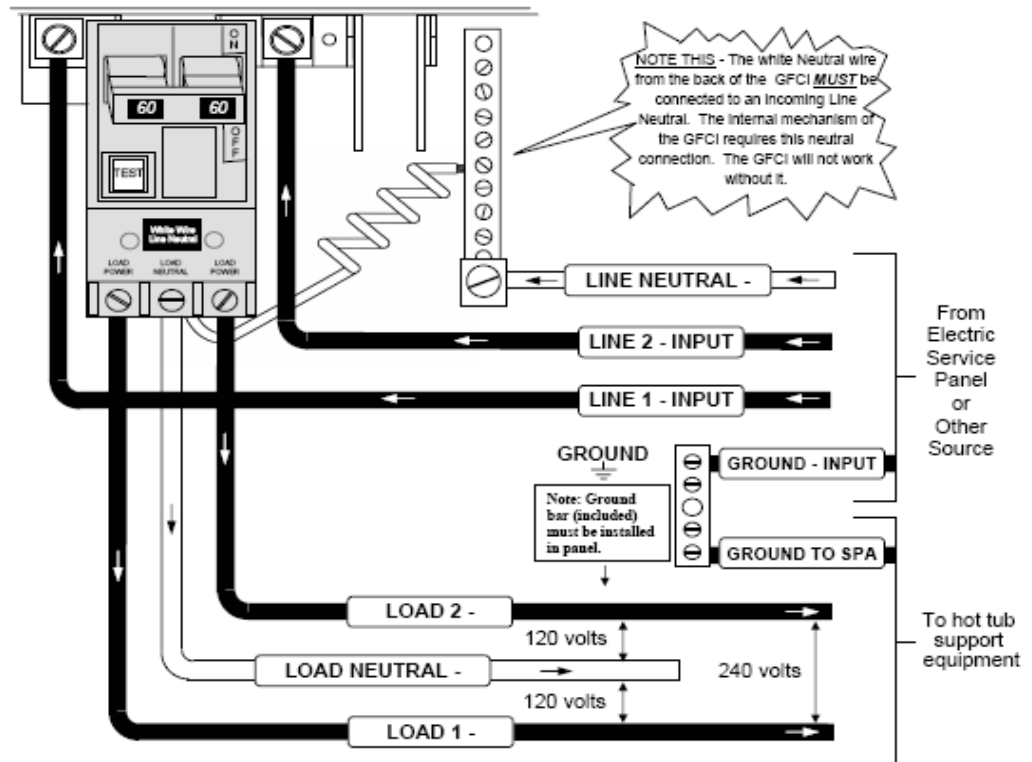 ON
60
60
OFF
TEST
White Wire
Line Neutral
LOAD
POWER
LOAD
NEUTRAL
LOAD
POWER
NOTE THIS - The white Neutral wire
from the back of the GFCI MUST be
connected to an incoming Line
Neutral. The internal mechanism of
the GFCI requires this neutral
connection. The GFCI will not work
without it.
LINE NEUTRAL -
LINE 2 - INPUT
LINE 1 - INPUT
From
Electric
Service
Panel
or
Other
Source
GROUND
Note: Ground
bar (included)
must be installed
in panel.
GROUND - INPUT
GROUND TO SPA
LOAD 2 -
120 volts
LOAD NEUTRAL -
240 volts
120 volts
LOAD 1 -
To hot tub
support
equipment